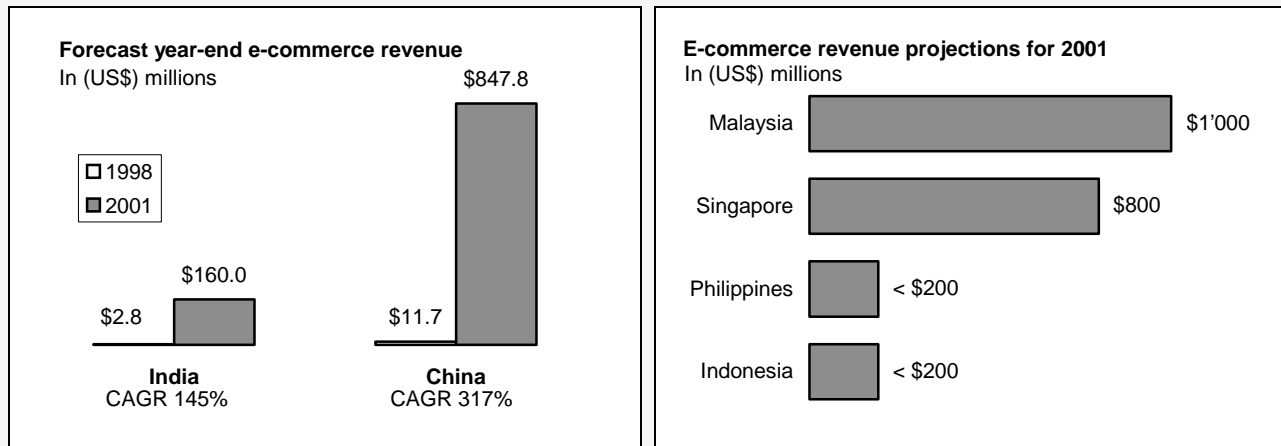 Forecast year-end e-commerce revenue
In (US$) millions
$847.8
1998
2001
$160.0
$2.8
$11.7
India
China
CAGR 145%
CAGR 317%
E-commerce revenue projections for 2001
In (US$) millions
Malaysia
$1’000
Singapore
$800
Philippines
< $200
Indonesia
< $200